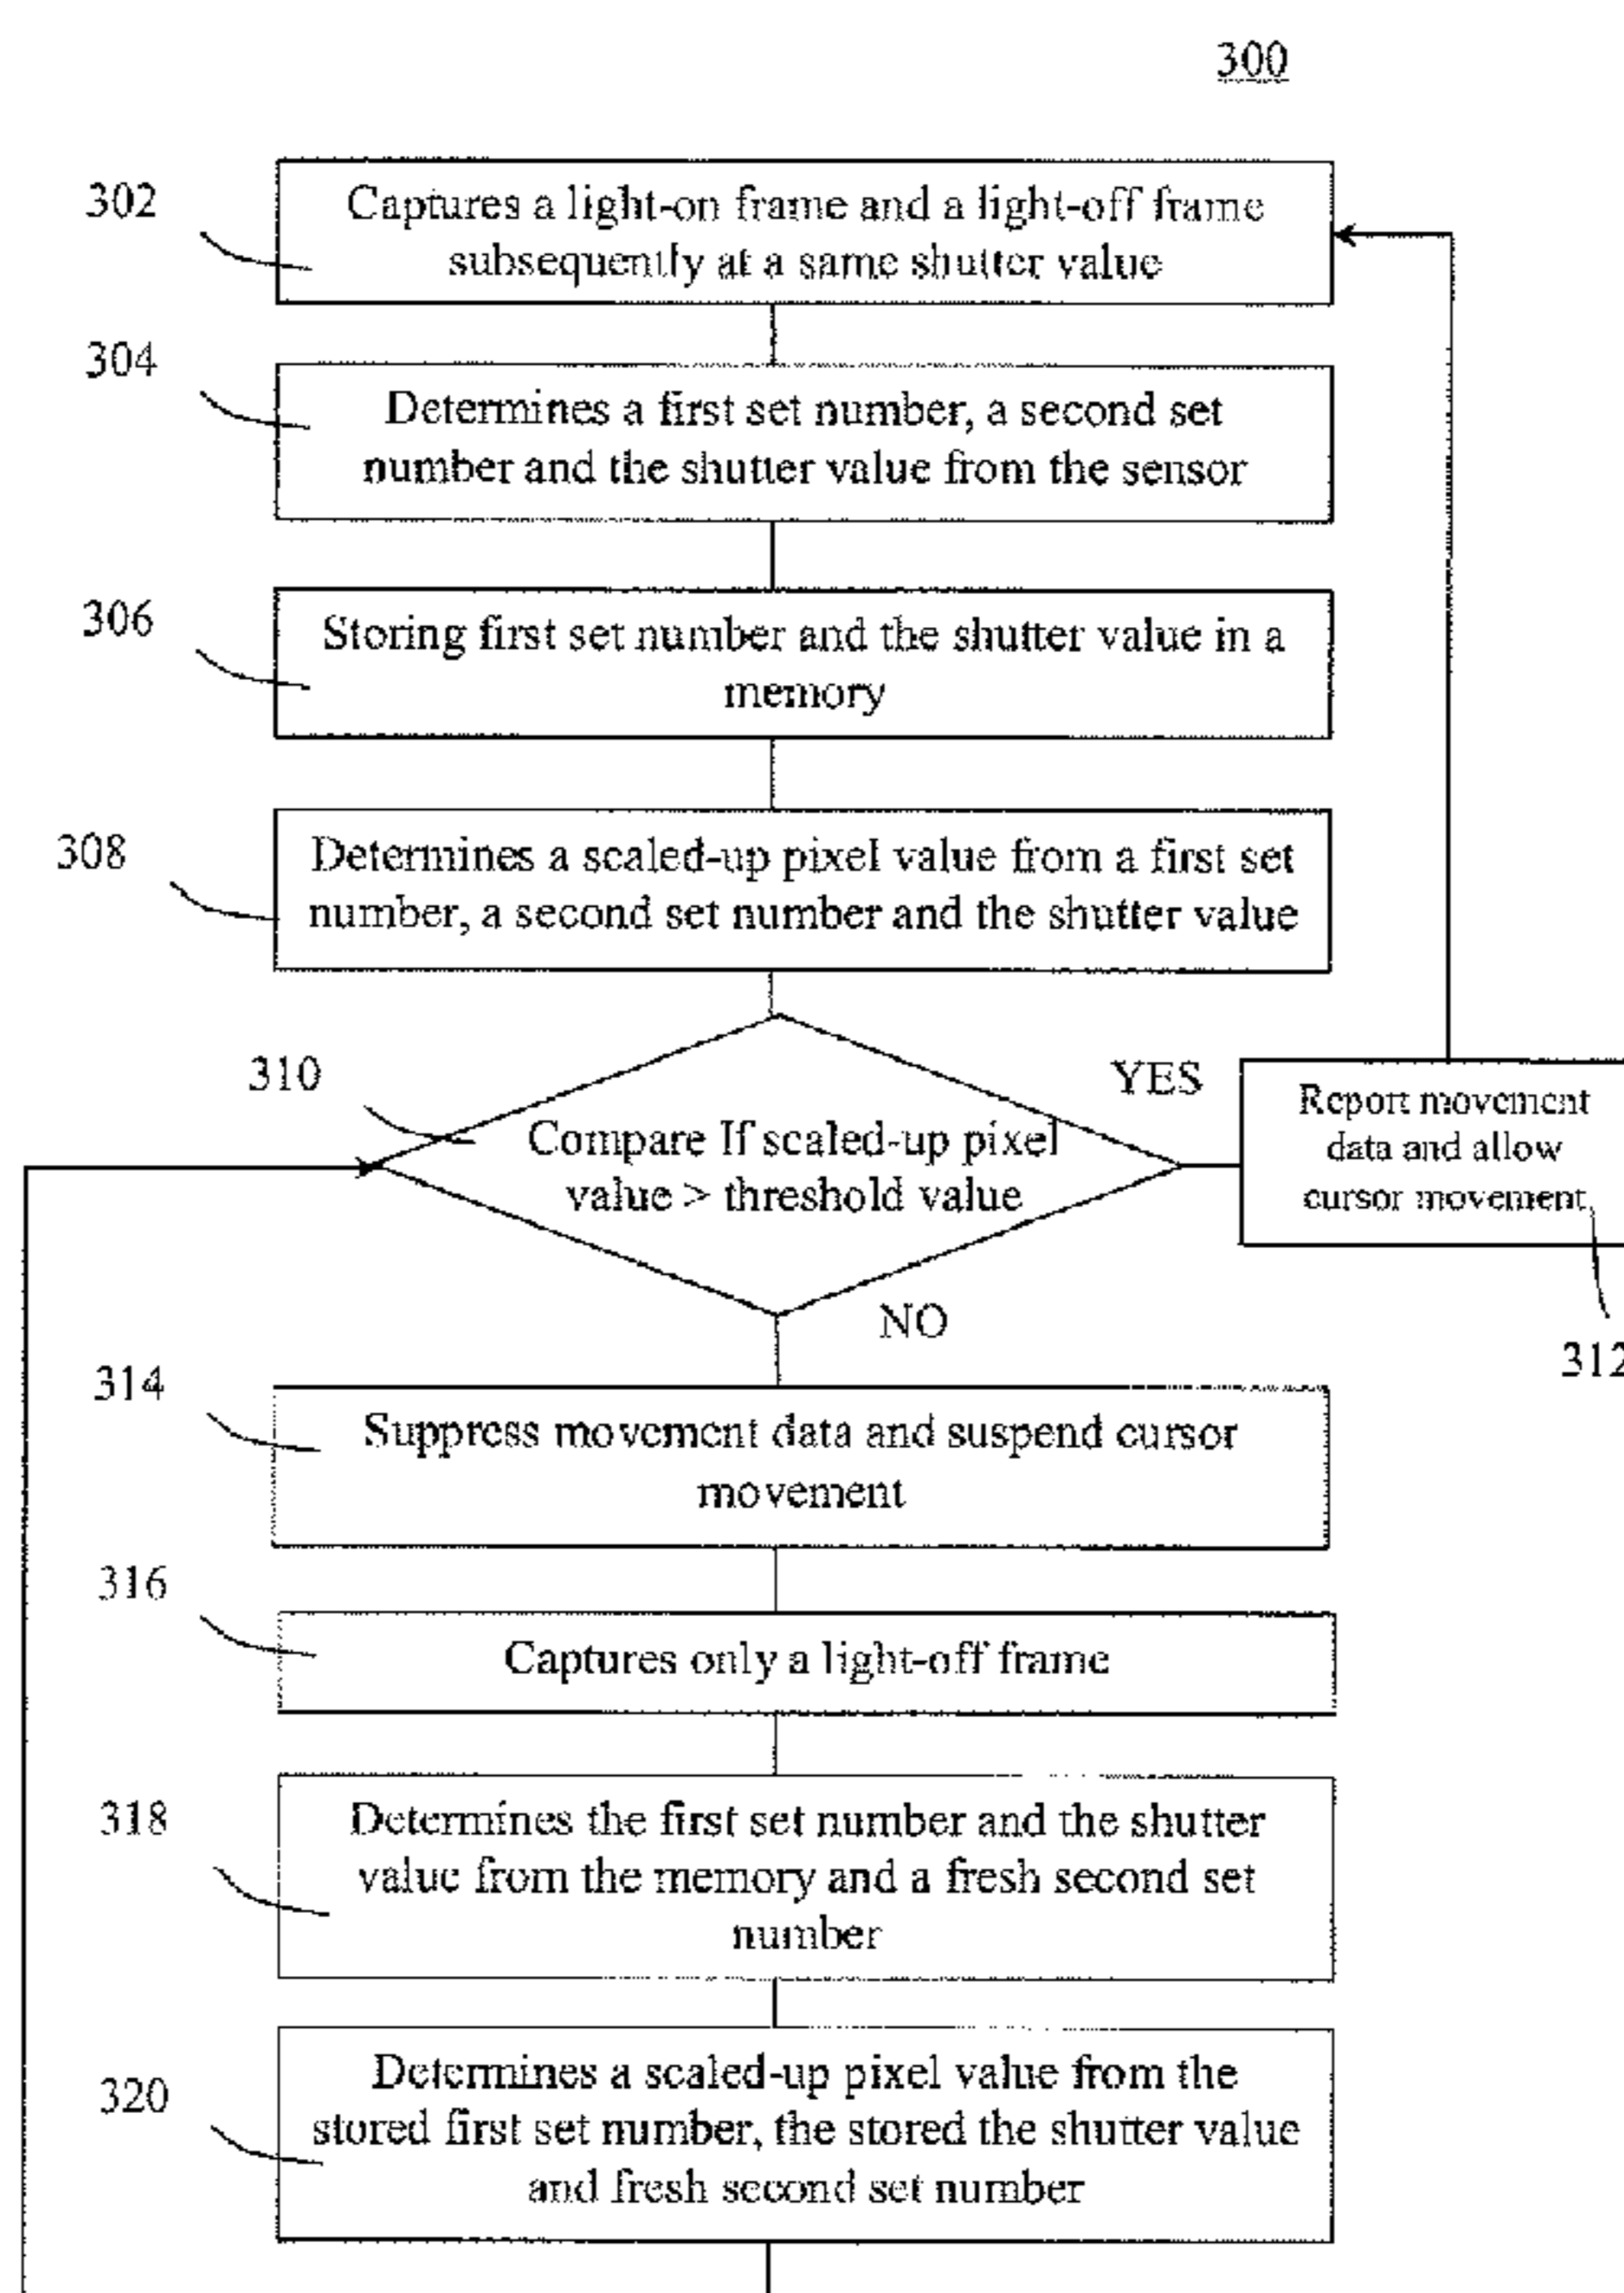 300
302
Captures a light-on frame and a light-off frame
subsequently at a same shutter value
304
Determines a first set number, a second set
number and the shutter value from the sensor
306
Storing first set number and the shutter value in a
memory
308
Determines a scaled-up pixel value from a first set
number, a second set number and the shutter value
310
Compare If scaled-up pixel
value > threshold value
YES
Report movement
data and allow
cursor movement
312
NO
314
Suppress movement data and suspend cursor
movement
316
Captures only a light-off frame
318
Determines the first set number and the shutter
value from the memory and a fresh second set
number
320
Determines a scaled-up pixel value from the
stored first set number, the stored the shutter value
and fresh second set number